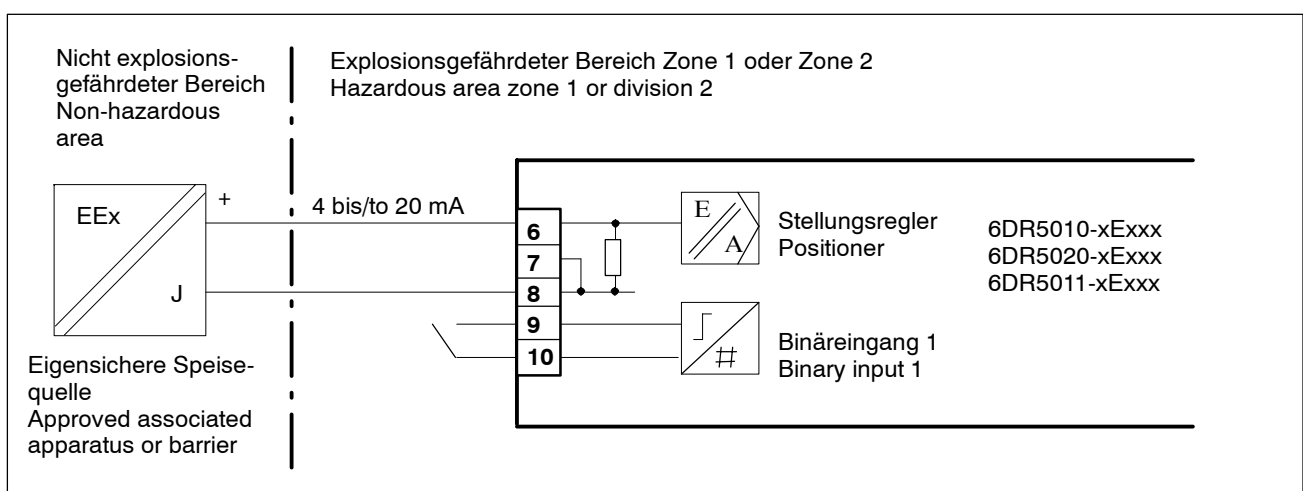 Nicht explosions-
gefährdeter Bereich
Non-hazardous
area
Explosionsgefährdeter Bereich Zone 1 oder Zone 2
Hazardous area zone 1 or division 2
EEx
J
+
4 bis/to 20 mA
6
7
8
9
10
E
A
Stellungsregler
Positioner
6DR5010-xExxx
6DR5020-xExxx
6DR5011-xExxx
#
Binäreingang 1
Binary input 1
Eigensichere Speise-
quelle
Approved associated
apparatus or barrier